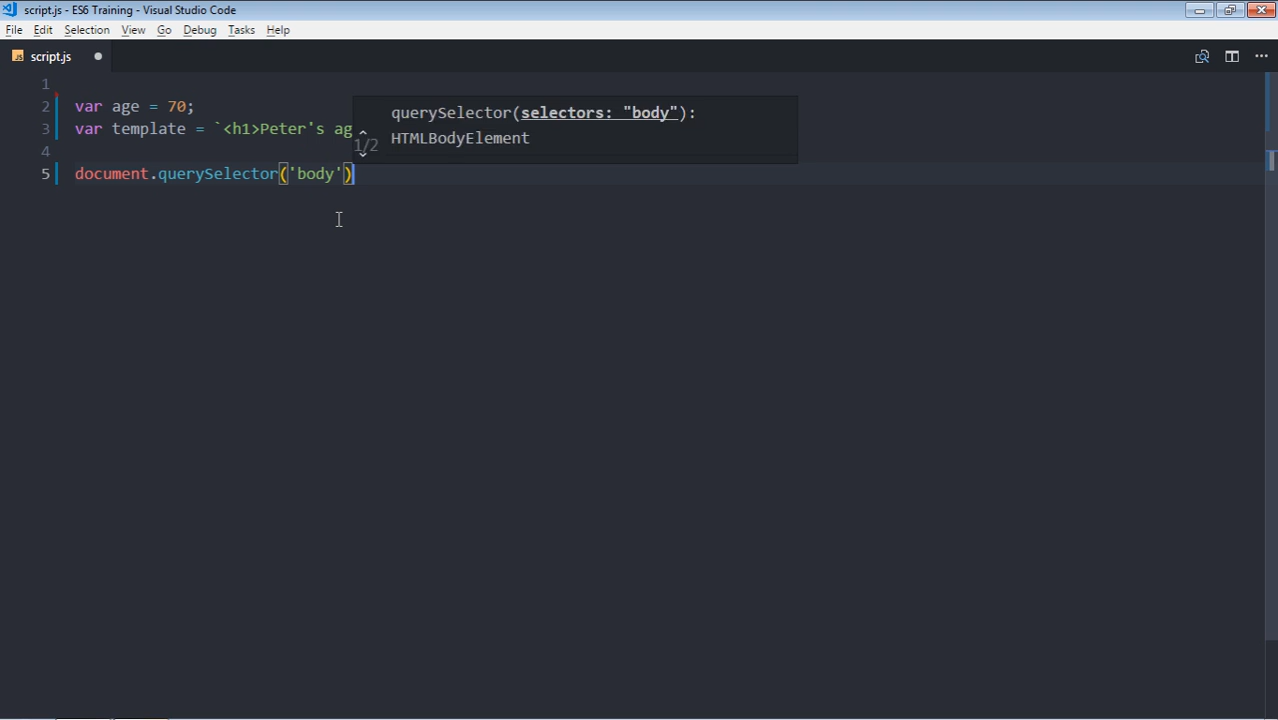 script.js - ES6 Training - Visual Studio Code
File Edit Selection View Go Debug Tasks Help
JS script.js
1
2 var age = 70;
3 var template = `<h1>Peter's ag
4
5 document.querySelector('body')
querySelector(selectors: "body"):
1/2 HTMLBodyElement